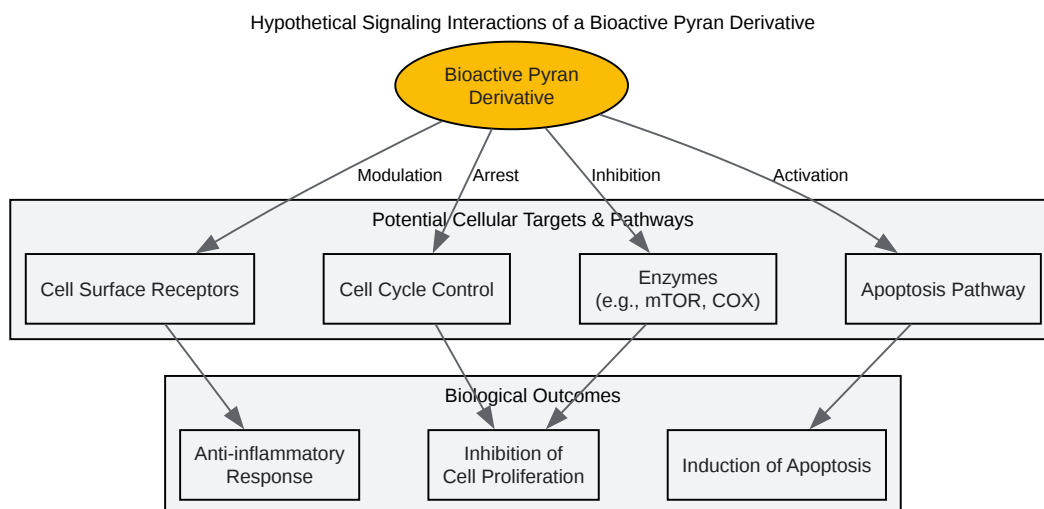 Hypothetical Signaling Interactions of a Bioactive Pyran Derivative
Bioactive Pyran
Derivative
Modulation
Arrest
Inhibition
Activation
Potential Cellular Targets & Pathways
Cell Surface Receptors
Cell Cycle Control
Enzymes
(e.g., mTOR, COX)
Apoptosis Pathway
Biological Outcomes
Anti-inflammatory
Response
Inhibition of
Cell Proliferation
Induction of Apoptosis